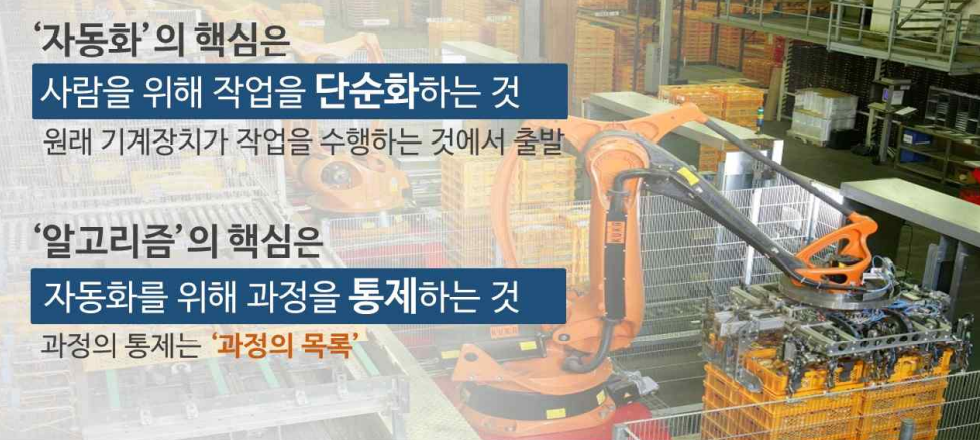 ‘자동화’의 핵심은
사람을 위해 작업을 단순화하는 것
원래 기계장치가 작업을 수행하는 것에서 출발
‘알고리즘’의 핵심은
자동화를 위해 과정을 통제하는 것
과정의 통제는 ‘과정의 목록’
KUKA
KUKA